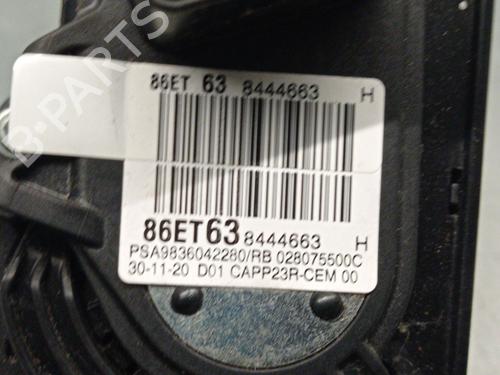 86ET 63 8444663 H
86ET63 8444663 H
PSA9836042280/RB 028075500C
30-11-20 D01 CAPP23R-CEM 00
B-PARTS